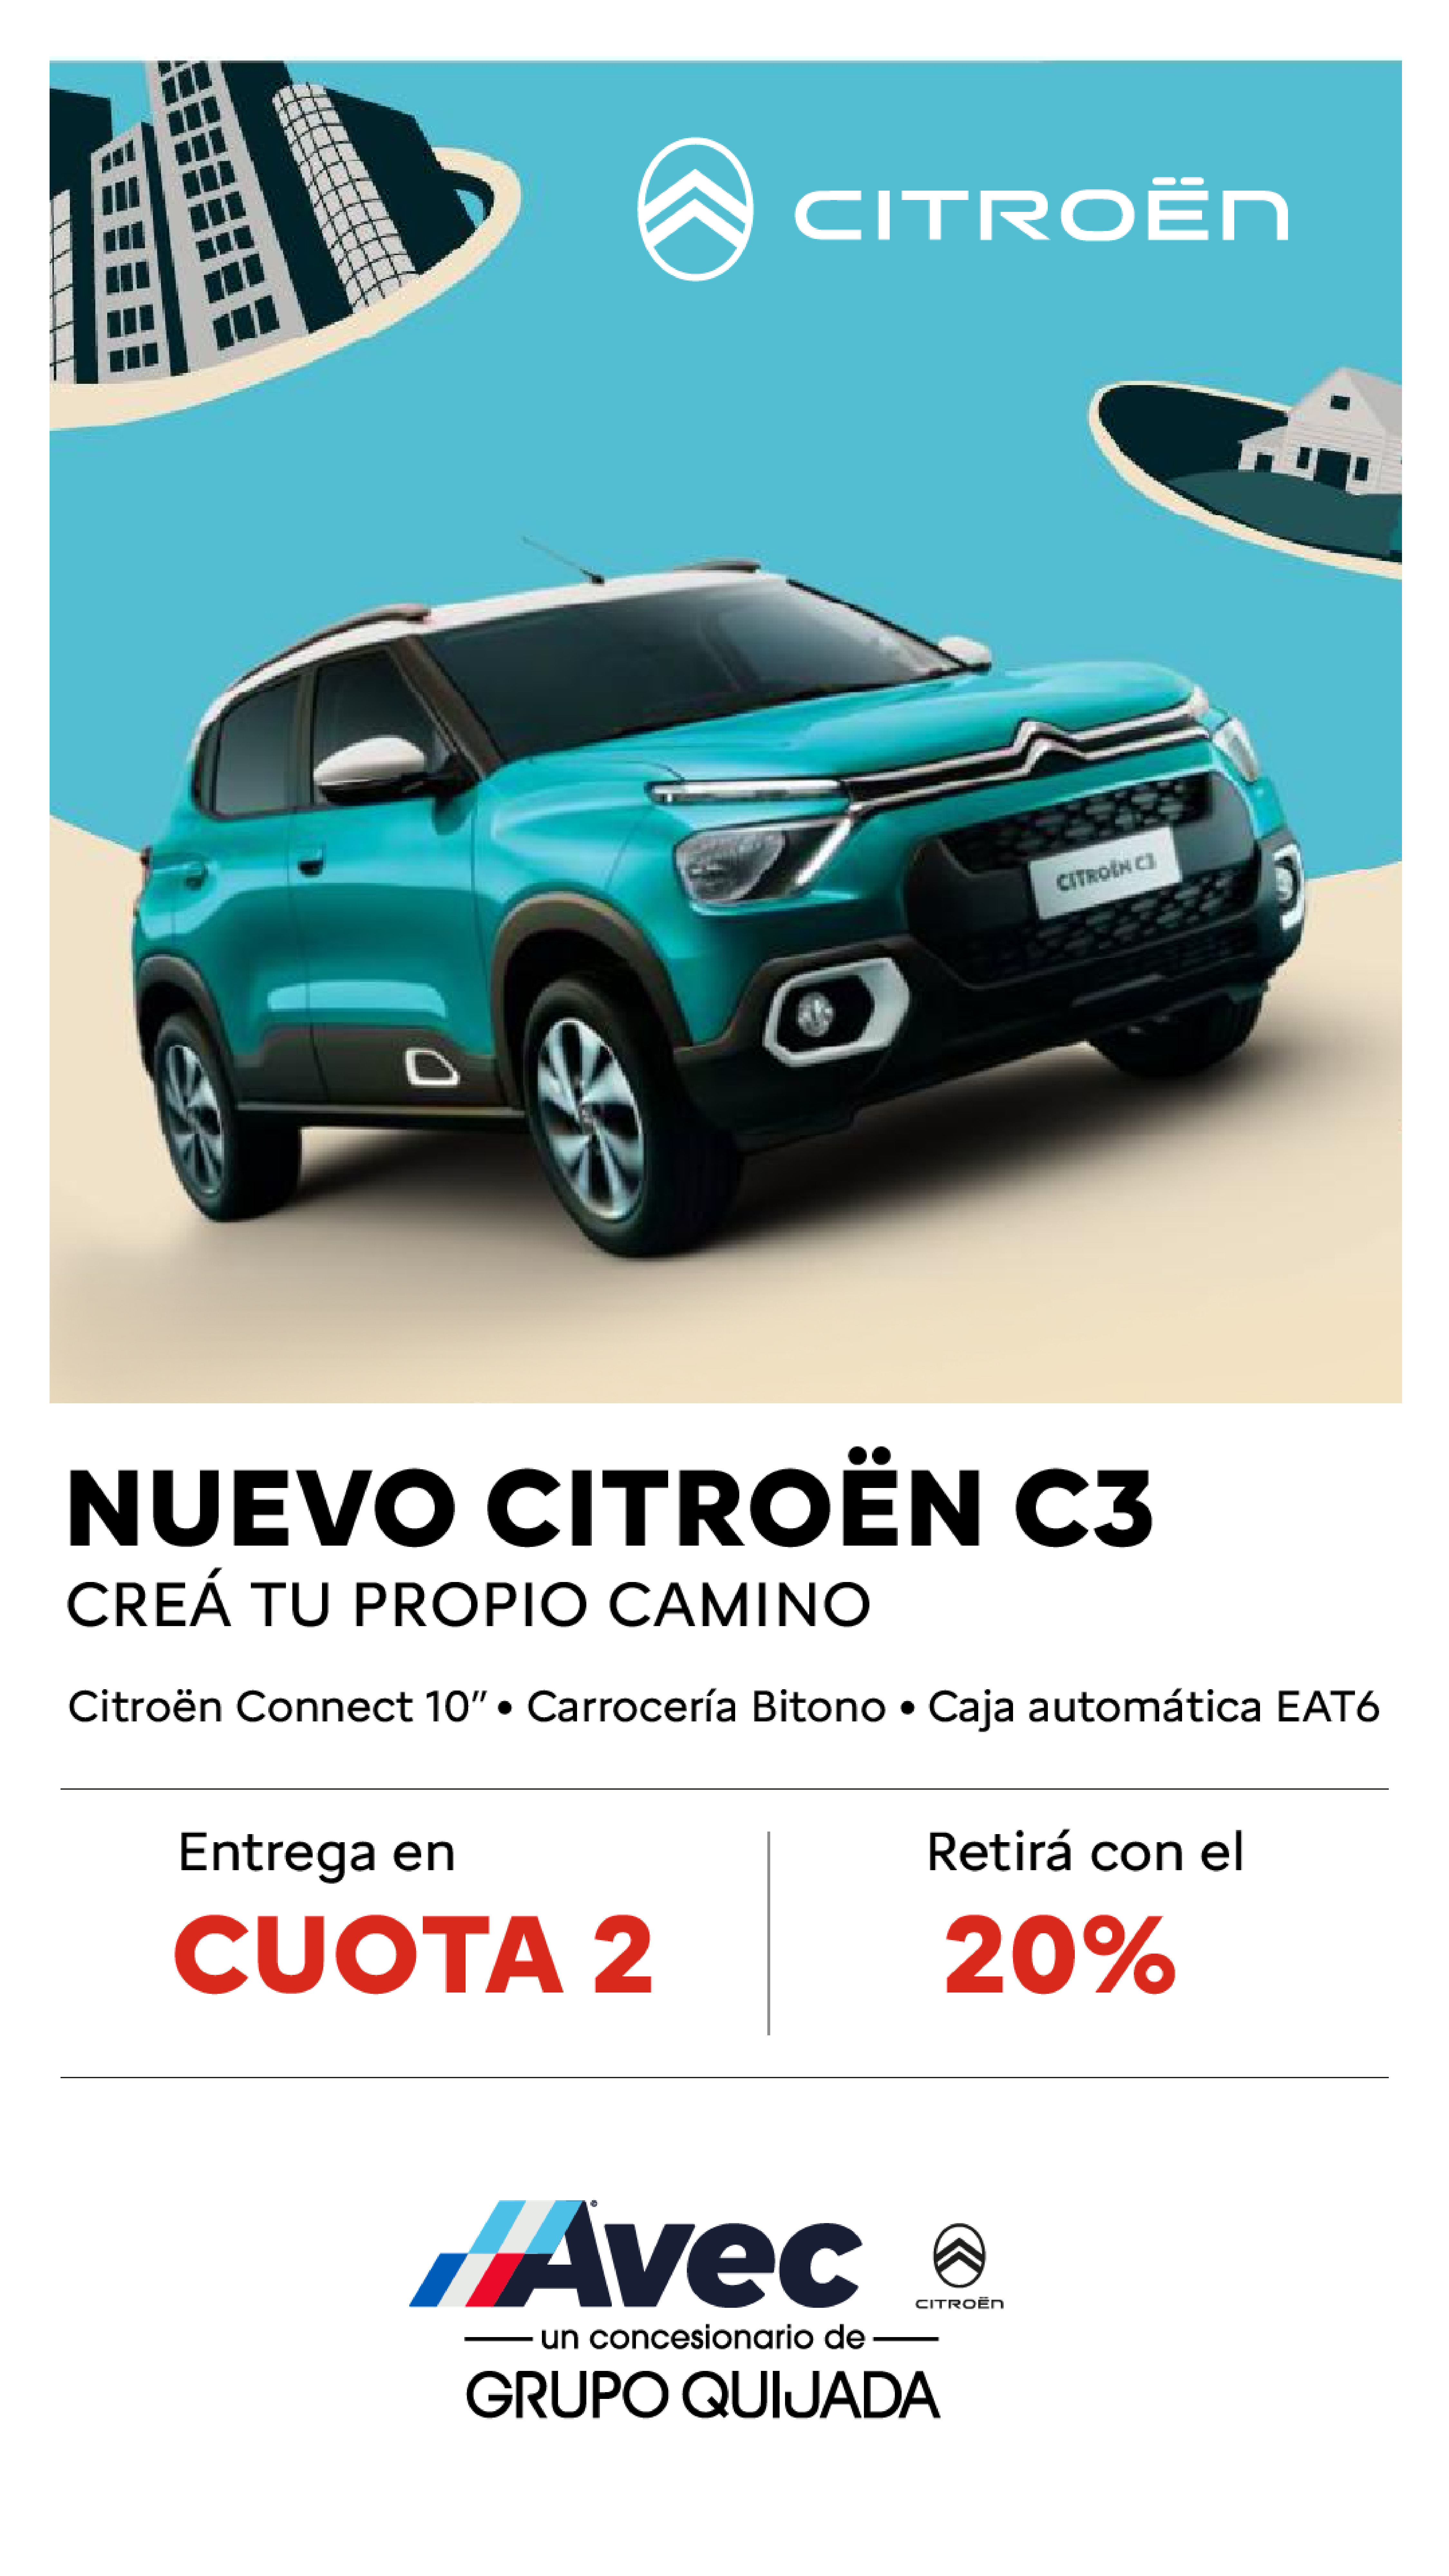 CITROËN
CITROËN C3
NUEVO CITROËN C3
CREÁ TU PROPIO CAMINO
Citroën Connect 10” • Carrocería Bitono • Caja automática EAT6
Entrega en
CUOTA 2
Retirá con el
20%
Avec
CITROËN
un concesionario de
GRUPO QUIJADA